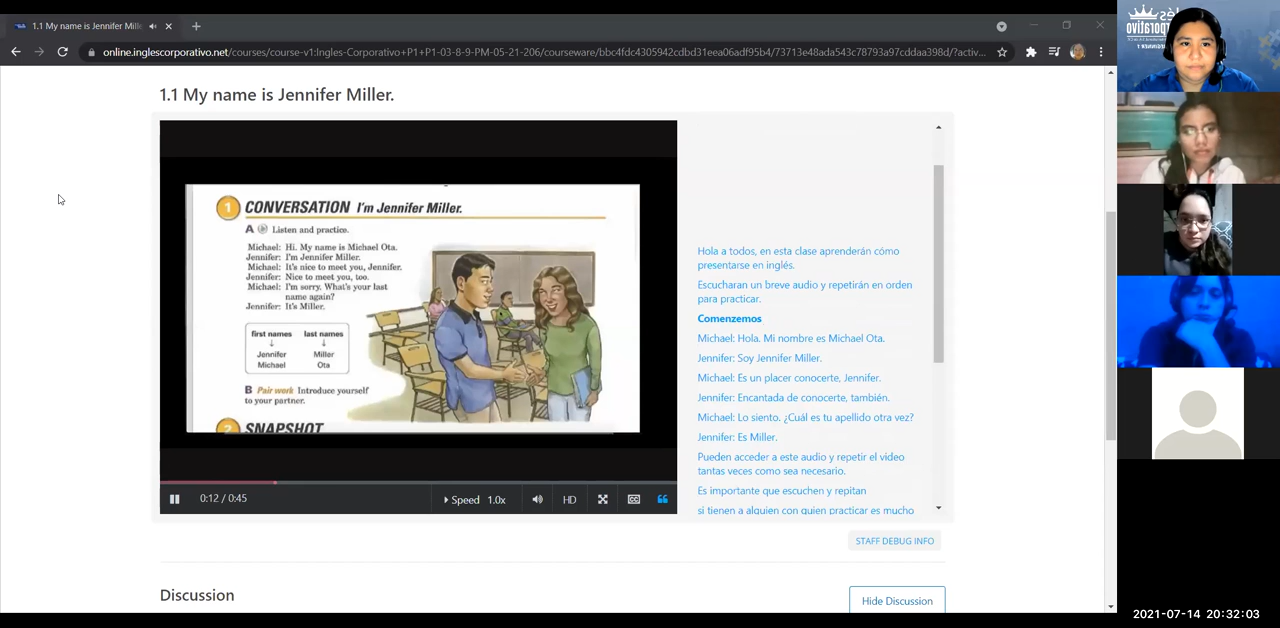 1.1 My name is Jennifer Mille
online.inglescorporativo.net/courses/course-v1:Ingles-Corporativo+P1+P1-03-8-9-PM-05-21-206/courseware/bbc4fdc4305942cdbd31eea06adf95b4/73713e48ada543c78793a97cddaa398d/?activ...
1.1 My name is Jennifer Miller.
1 CONVERSATION I'm Jennifer Miller.
A Listen and practice.
Michael: Hi. My name is Michael Ota.
Jennifer: I'm Jennifer Miller.
Michael: It's nice to meet you, Jennifer.
Jennifer: Nice to meet you, too.
Michael: I'm sorry. What's your last
name again?
Jennifer: It's Miller.
first names last names
↓ ↓
Jennifer Miller
Michael Ota
B Pair work Introduce yourself
to your partner.
2 SNAPSHOT
0:12 / 0:45
Speed 1.0x
HD
CC
Hola a todos, en esta clase aprenderán cómo
presentarse en inglés.
Escucharan un breve audio y repetirán en orden
para practicar.
Comenzemos
Michael: Hola. Mi nombre es Michael Ota.
Jennifer: Soy Jennifer Miller.
Michael: Es un placer conocerte, Jennifer.
Jennifer: Encantada de conocerte, también.
Michael: Lo siento. ¿Cuál es tu apellido otra vez?
Jennifer: Es Miller.
Pueden acceder a este audio y repetir el video
tantas veces como sea necesario.
Es importante que escuchen y repitan
si tienen a alguien con quien practicar es mucho
STAFF DEBUG INFO
Discussion
Hide Discussion
2021-07-14 20:32:03